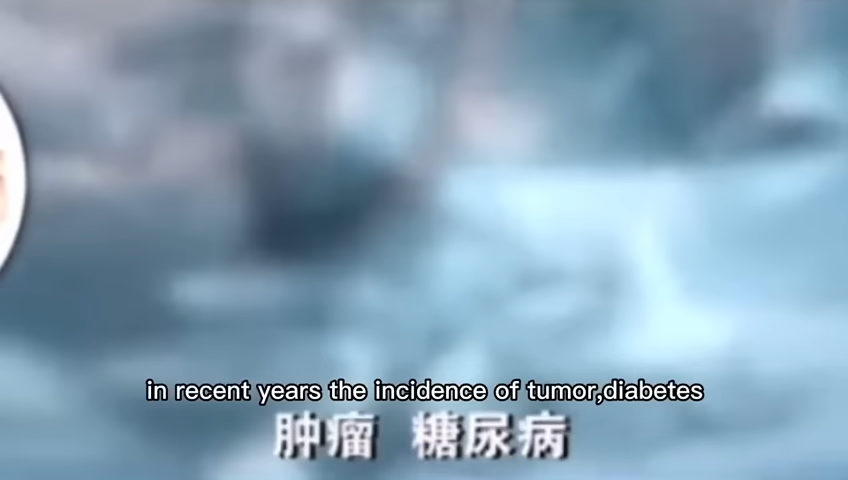 in recent years the incidence of tumor,diabetes
肿瘤 糖尿病